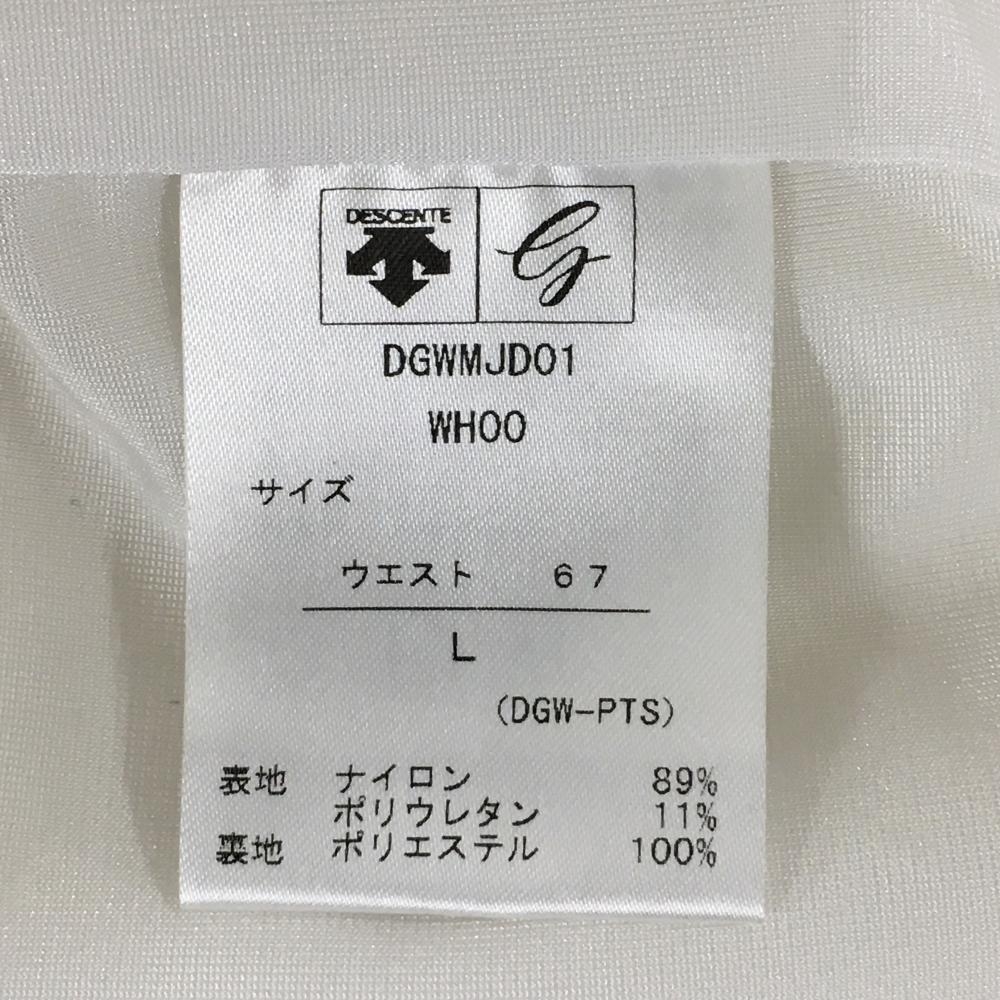 DESCENTE
G
DGWMJD01
WH00
サイズ
ウエスト 67
L
(DGW-PTS)
表地 ナイロン 89%
ポリウレタン 11%
裏地 ポリエステル 100%